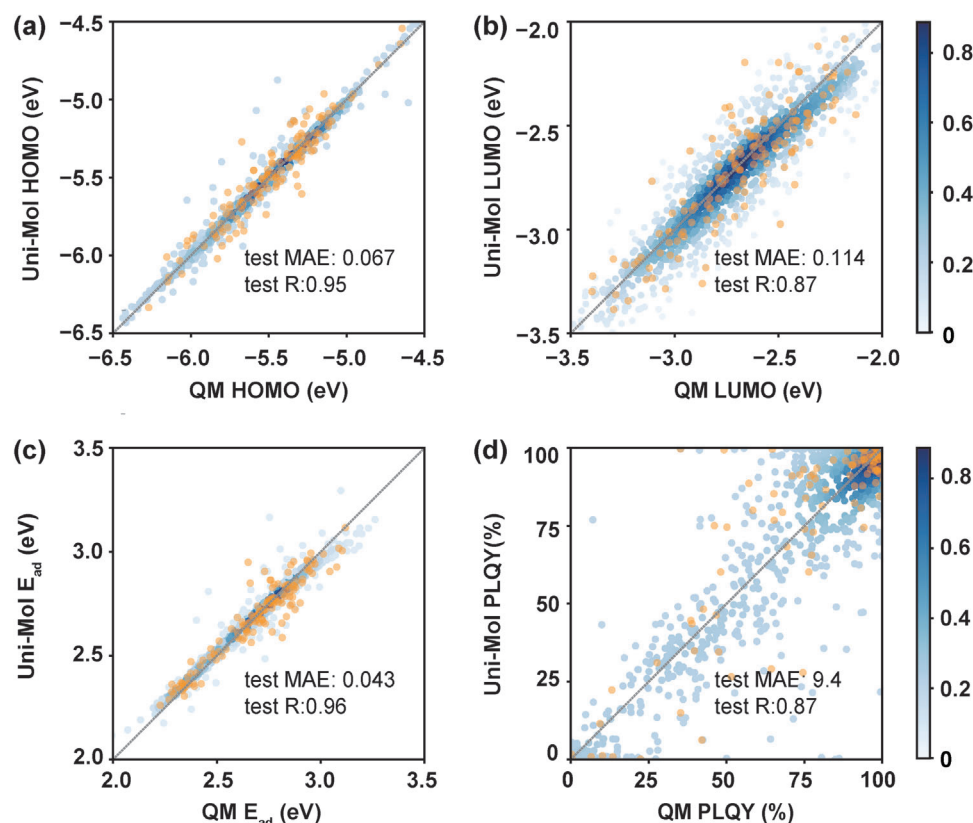 (a)
−4.5
−5.0
−5.5
−6.0
−6.5
Uni-Mol HOMO (eV)
test MAE: 0.067
test R:0.95
−6.5 −6.0 −5.5 −5.0 −4.5
QM HOMO (eV)
(b)
−2.0
−2.5
−3.0
−3.5
Uni-Mol LUMO (eV)
test MAE: 0.114
test R:0.87
−3.5 −3.0 −2.5 −2.0
QM LUMO (eV)
0.8
0.6
0.4
0.2
0
(c)
3.5
3.0
2.5
2.0
Uni-Mol E_ad (eV)
test MAE: 0.043
test R:0.96
2.0 2.5 3.0 3.5
QM E_ad (eV)
(d)
100
75
50
25
0
Uni-Mol PLQY(%)
test MAE: 9.4
test R:0.87
0 25 50 75 100
QM PLQY (%)
0.8
0.6
0.4
0.2
0